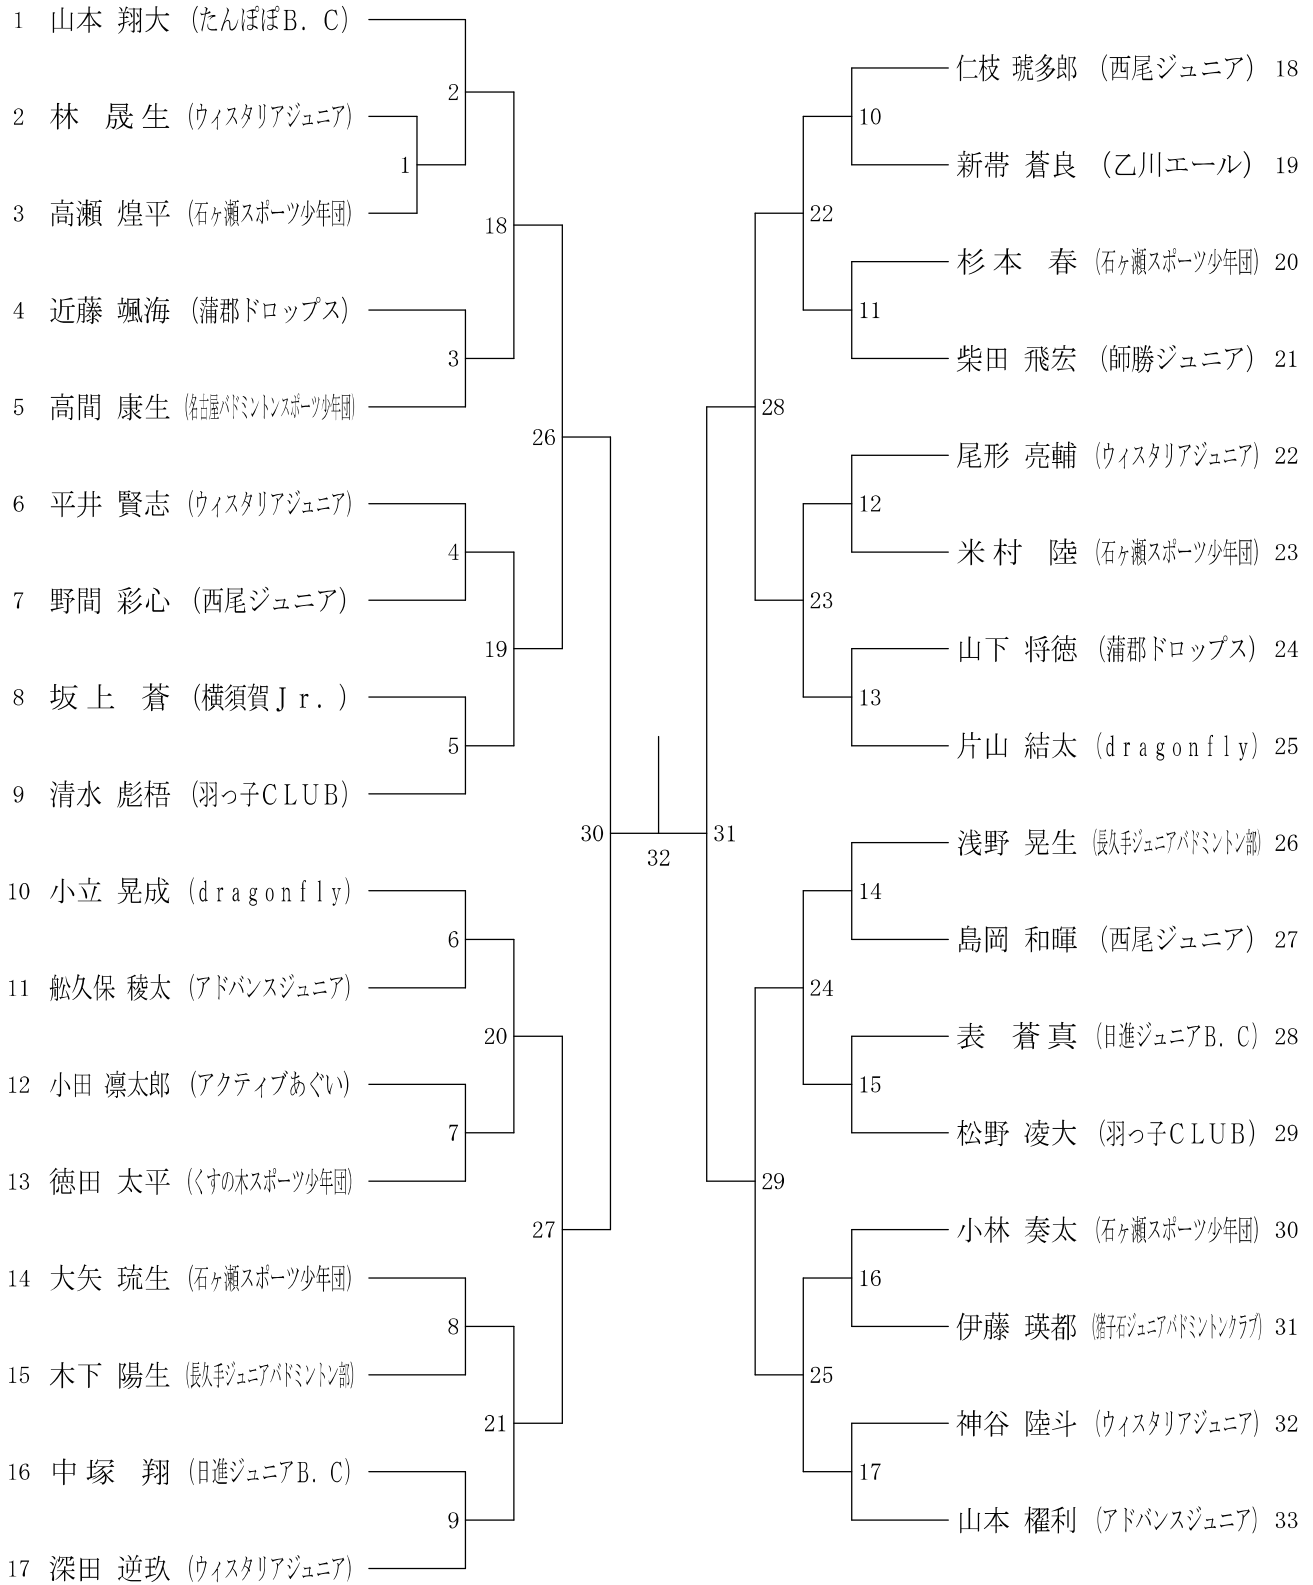 1 山本 翔大 (たんぽぽB. C)
2 林 晟生 (ウィスタリアジュニア)
3 高瀬 煌平 (石ヶ瀬スポーツ少年団)
4 近藤 颯海 (蒲郡ドロップス)
5 高間 康生 (名古屋バドミントンスポーツ少年団)
6 平井 賢志 (ウィスタリアジュニア)
7 野間 彩心 (西尾ジュニア)
8 坂上 蒼 (横須賀Jr.)
9 清水 彪梧 (羽っ子CLUB)
10 小立 晃成 (dragonfly)
11 舩久保 稜太 (アドバンスジュニア)
12 小田 凛太郎 (アクティブあぐい)
13 徳田 太平 (くすの木スポーツ少年団)
14 大矢 琉生 (石ヶ瀬スポーツ少年団)
15 木下 陽生 (長久手ジュニアバドミントン部)
16 中塚 翔 (日進ジュニアB. C)
17 深田 逆玖 (ウィスタリアジュニア)
1
2
3
4
5
6
7
8
9
18
19
20
21
26
27
30
32
31
28
29
22
23
24
25
10
11
12
13
14
15
16
17
仁枝 琥多郎 (西尾ジュニア) 18
新帯 蒼良 (乙川エール) 19
杉本 春 (石ヶ瀬スポーツ少年団) 20
柴田 飛宏 (師勝ジュニア) 21
尾形 亮輔 (ウィスタリアジュニア) 22
米村 陸 (石ヶ瀬スポーツ少年団) 23
山下 将徳 (蒲郡ドロップス) 24
片山 結太 (dragonfly) 25
浅野 晃生 (長久手ジュニアバドミントン部) 26
島岡 和暉 (西尾ジュニア) 27
表 蒼真 (日進ジュニアB. C) 28
松野 凌大 (羽っ子CLUB) 29
小林 奏太 (石ヶ瀬スポーツ少年団) 30
伊藤 瑛都 (猪子石ジュニアバドミントンクラブ) 31
神谷 陸斗 (ウィスタリアジュニア) 32
山本 櫂利 (アドバンスジュニア) 33